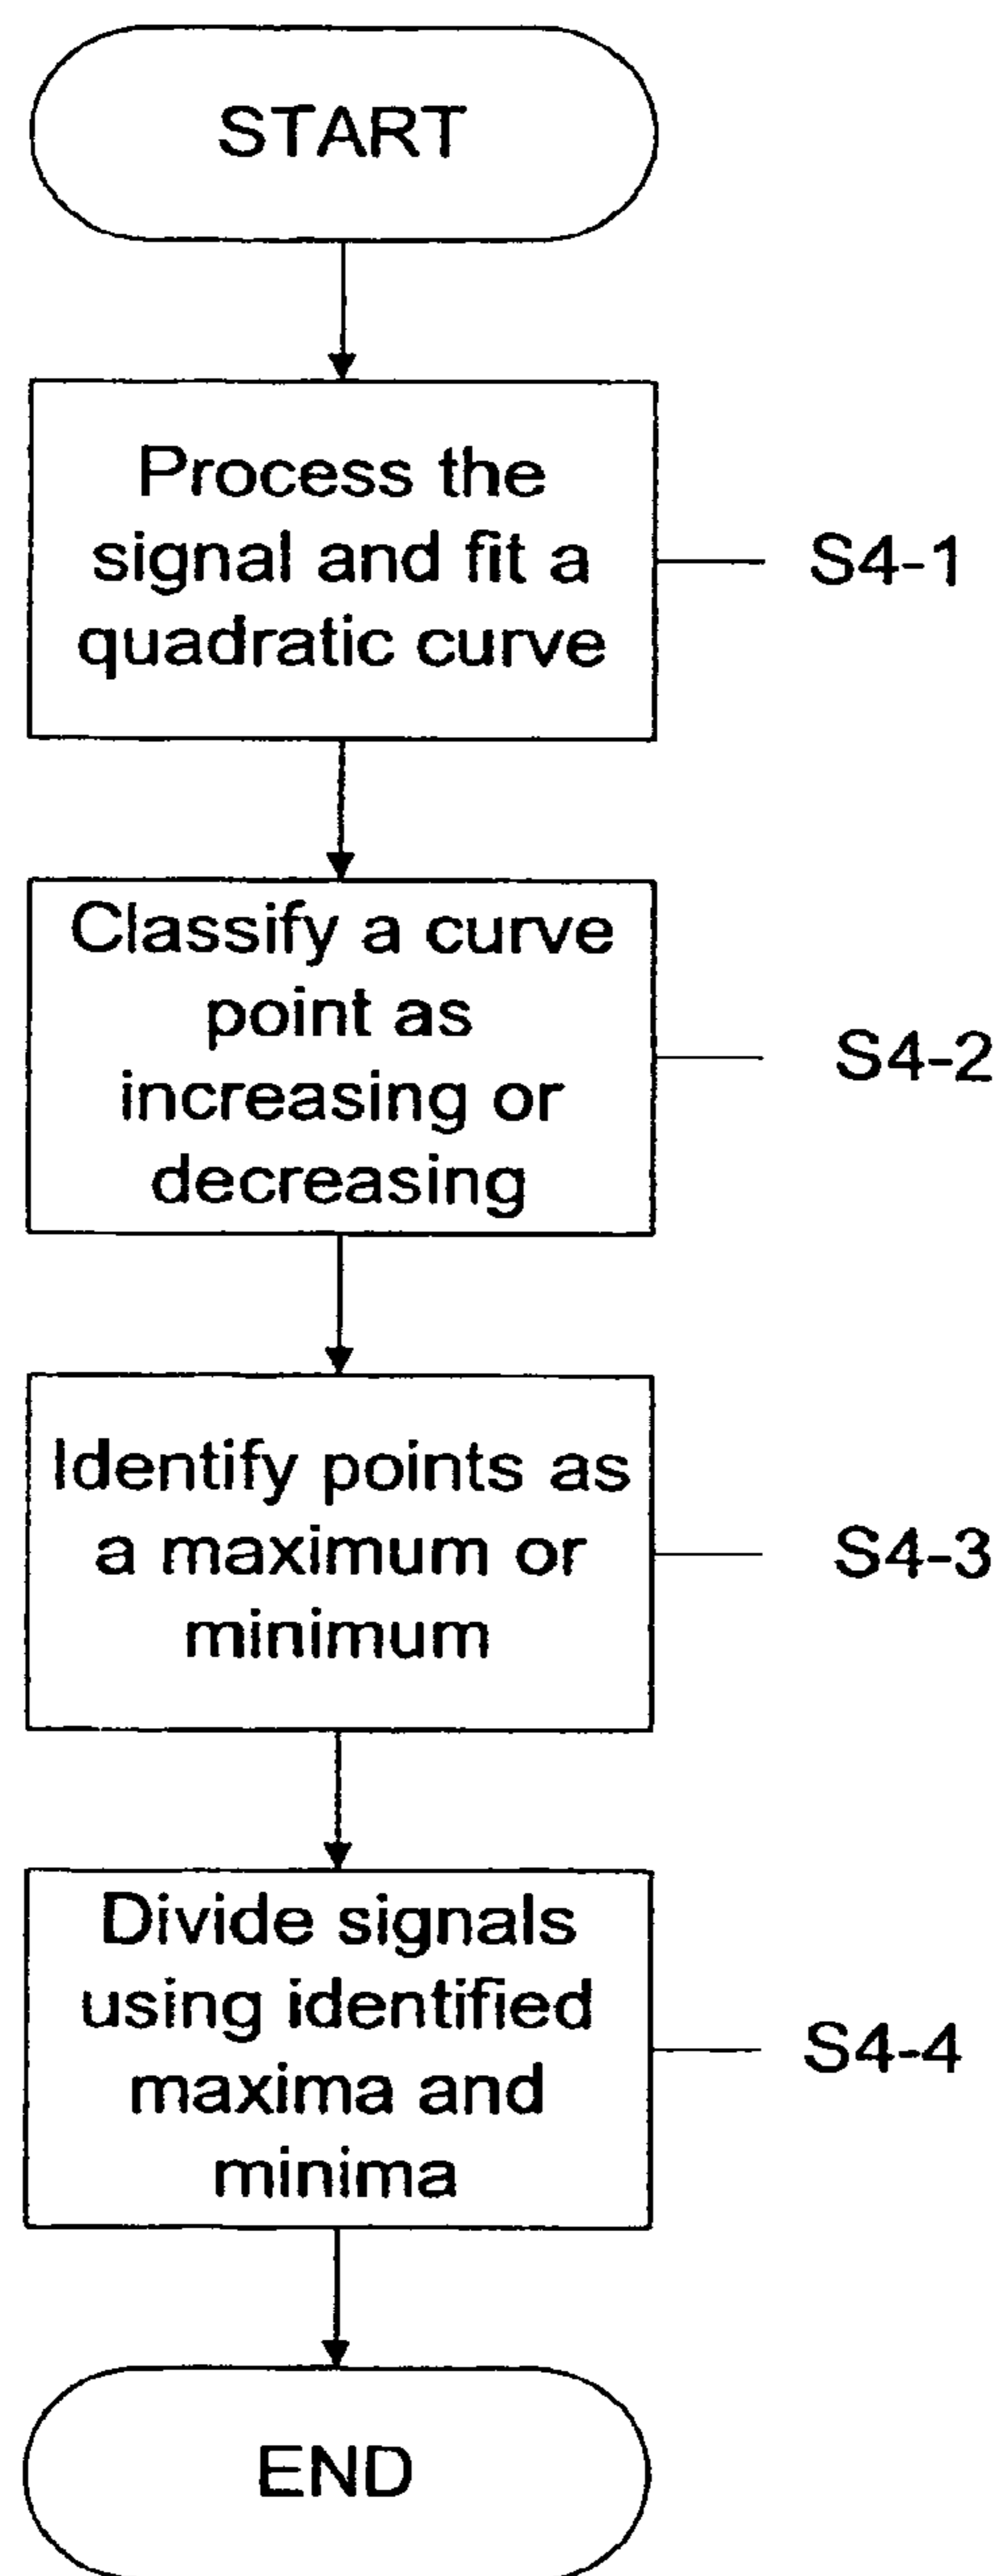 START
Process the
signal and fit a
quadratic curve
S4-1
Classify a curve
point as
increasing or
decreasing
S4-2
Identify points as
a maximum or
minimum
S4-3
Divide signals
using identified
maxima and
minima
S4-4
END